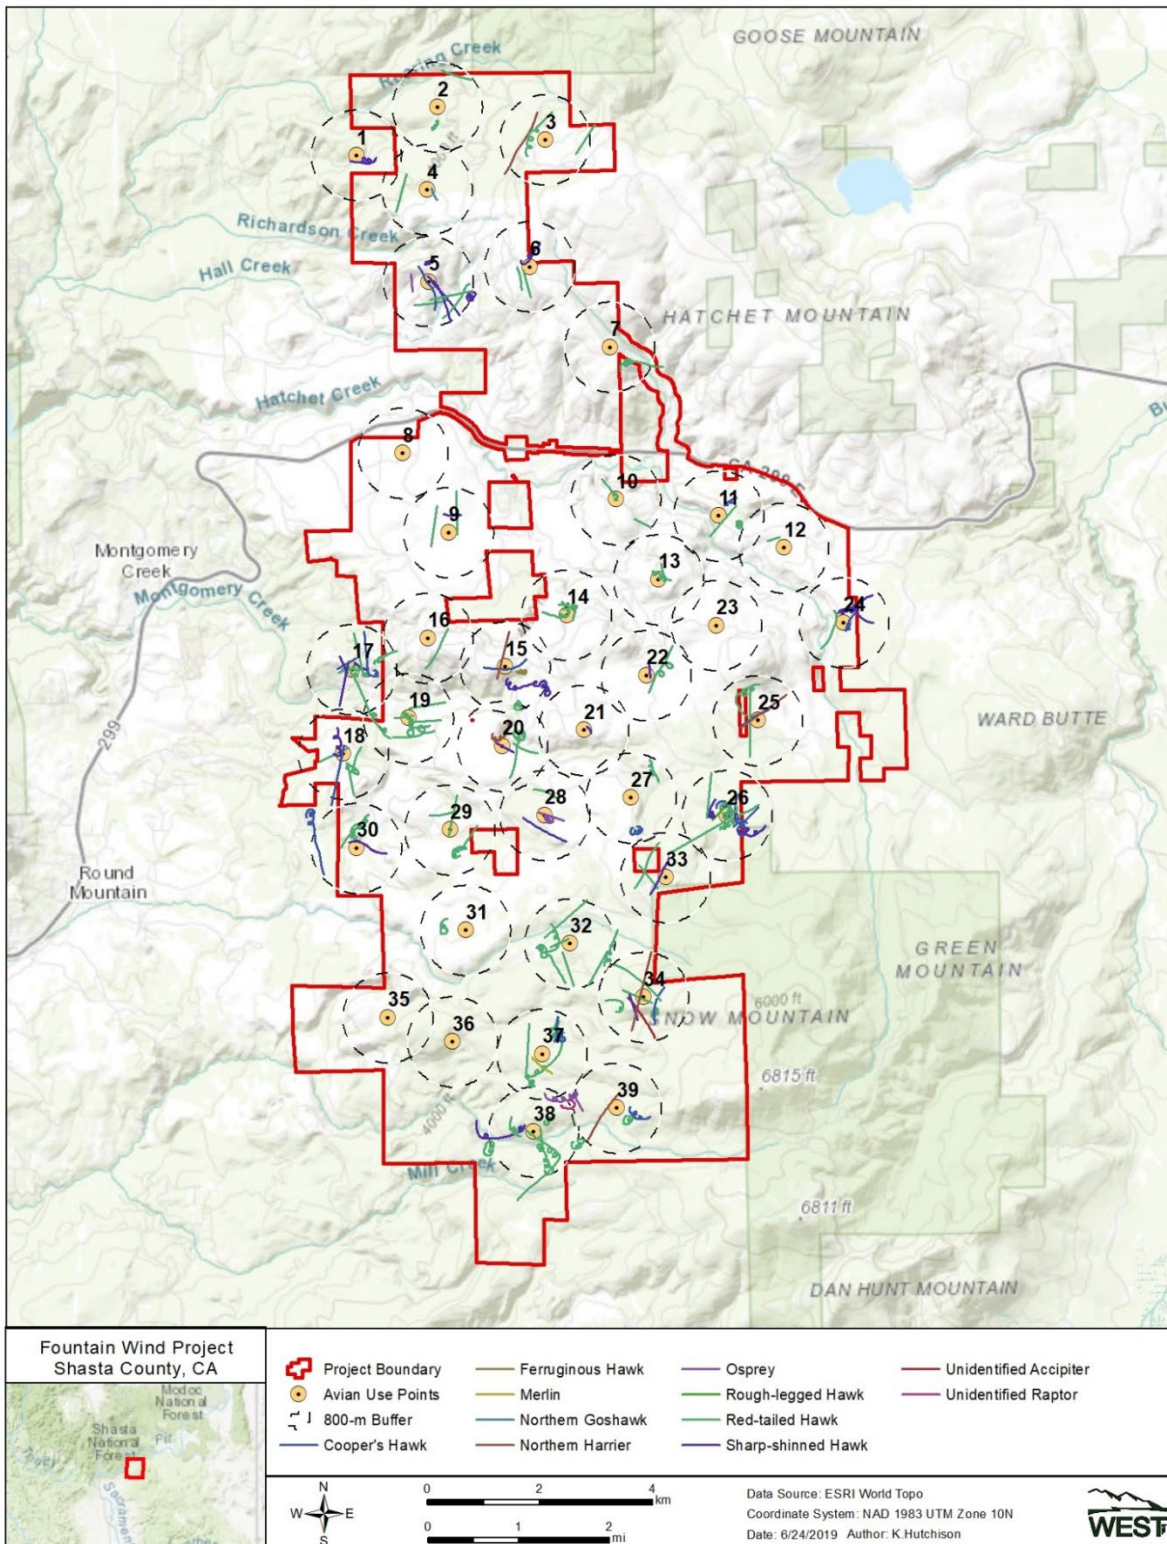 GOOSE MOUNTAIN
Roaring Creek
2
3
1
4
Richardson Creek
Hall Creek
6
5
HATCHET MOUNTAIN
7
Hatchet Creek
8
CA 299 E
10
11
9
12
Montgomery
Creek
13
Montgomery Creek
14
23
24
16
15
17
22
19
21
25
WARD BUTTE
299
18
20
27
26
28
29
30
33
Round
Mountain
31
32
GREEN
MOUNTAIN
34
6000 ft
35
SNOW MOUNTAIN
36
37
6815 ft
39
4000 ft
38
Mill Creek
6811 ft
DAN HUNT MOUNTAIN
Fountain Wind Project
Shasta County, CA
Modoc
National
Forest
Shasta
National
Forest
Pit
Trinity
Sacrament
Project Boundary
Avian Use Points
800-m Buffer
Cooper's Hawk
Ferruginous Hawk
Merlin
Northern Goshawk
Northern Harrier
Osprey
Rough-legged Hawk
Red-tailed Hawk
Sharp-shinned Hawk
Unidentified Accipiter
Unidentified Raptor
N
W E
S
0 2 4
km
0 1 2
mi
Data Source: ESRI World Topo
Coordinate System: NAD 1983 UTM Zone 10N
Date: 6/24/2019 Author: K.Hutchison
WEST